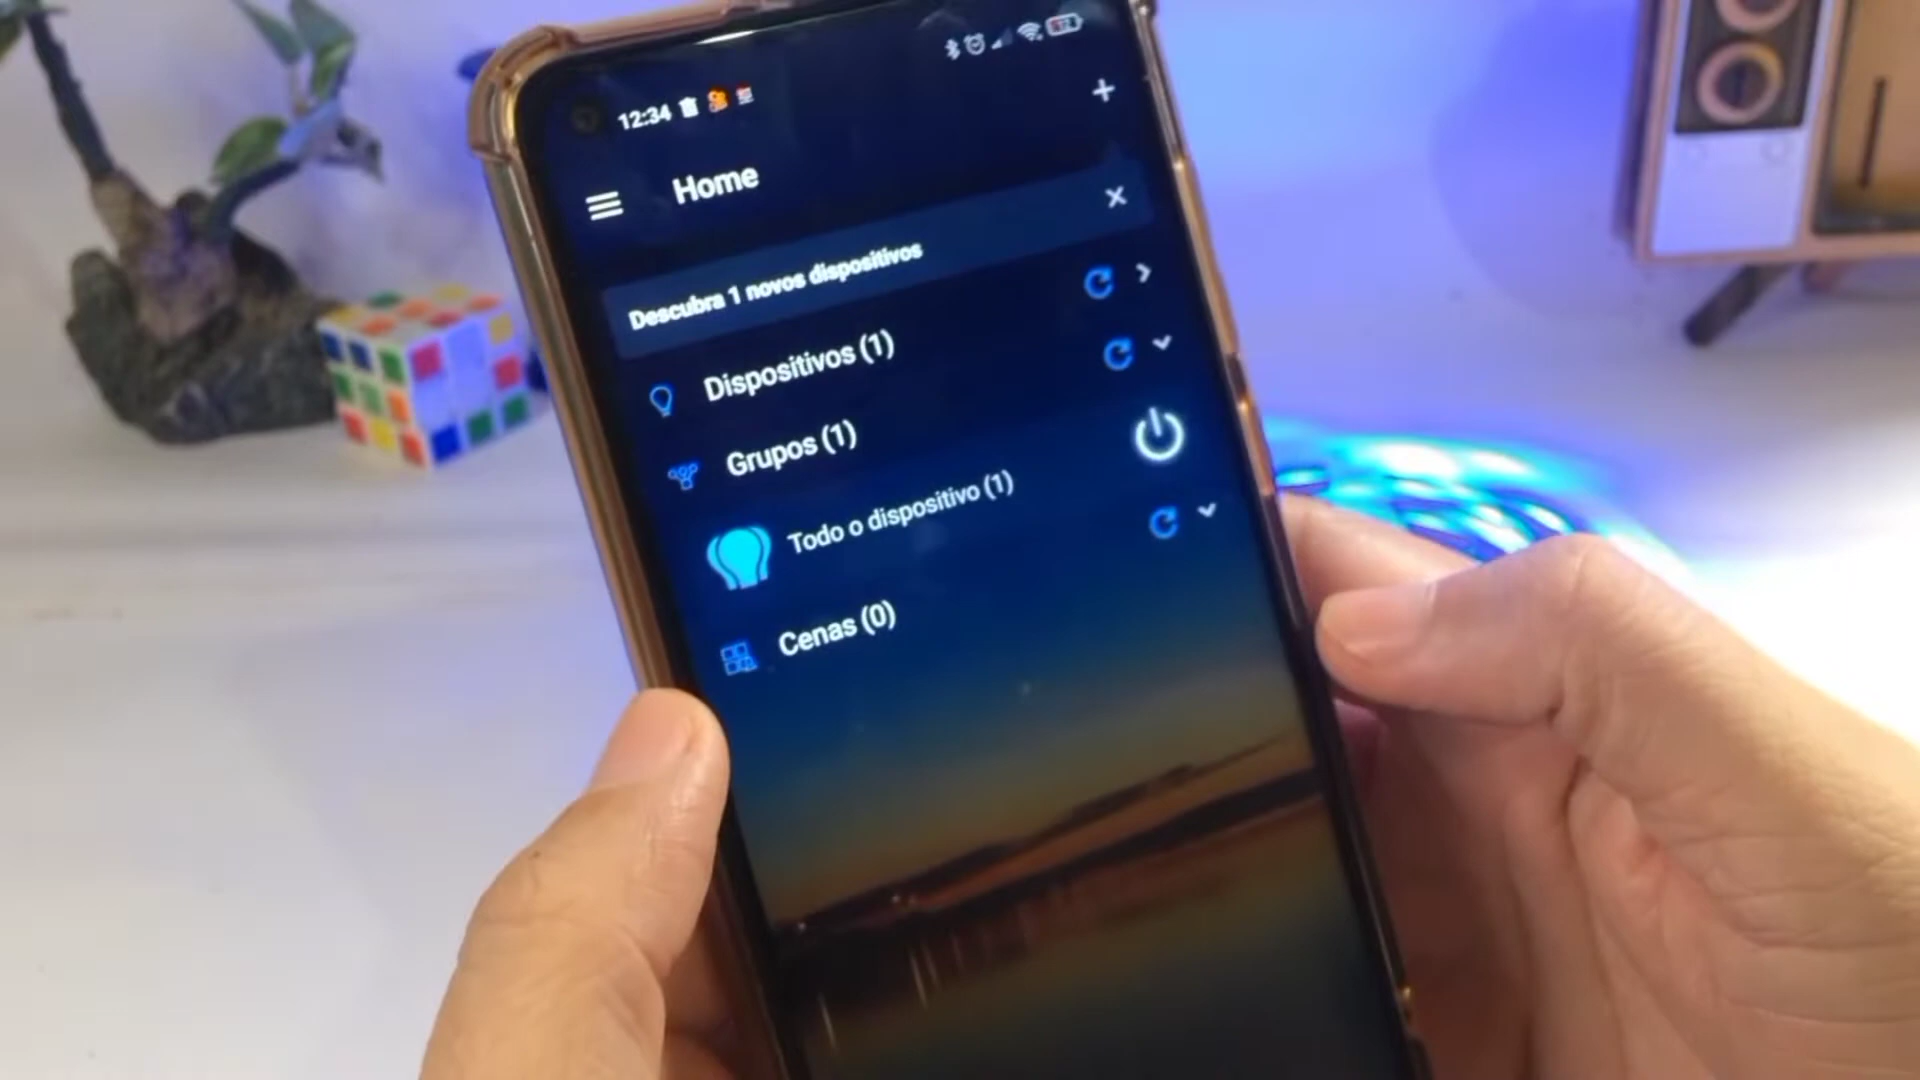 12:34
Home
Descubra 1 novos dispositivos
Dispositivos (1)
Grupos (1)
Todo o dispositivo (1)
Cenas (0)